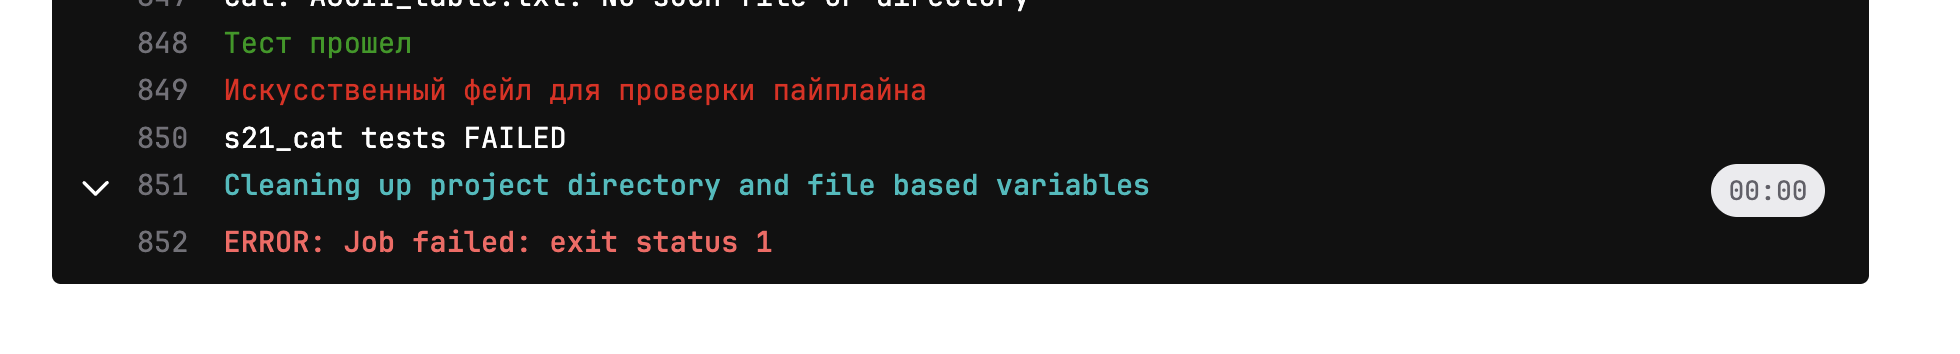 847 cat: ASCII_table.txt: No such file or directory
848 Тест прошел
849 Искусственный фейл для проверки пайплайна
850 s21_cat tests FAILED
851 Cleaning up project directory and file based variables 00:00
852 ERROR: Job failed: exit status 1